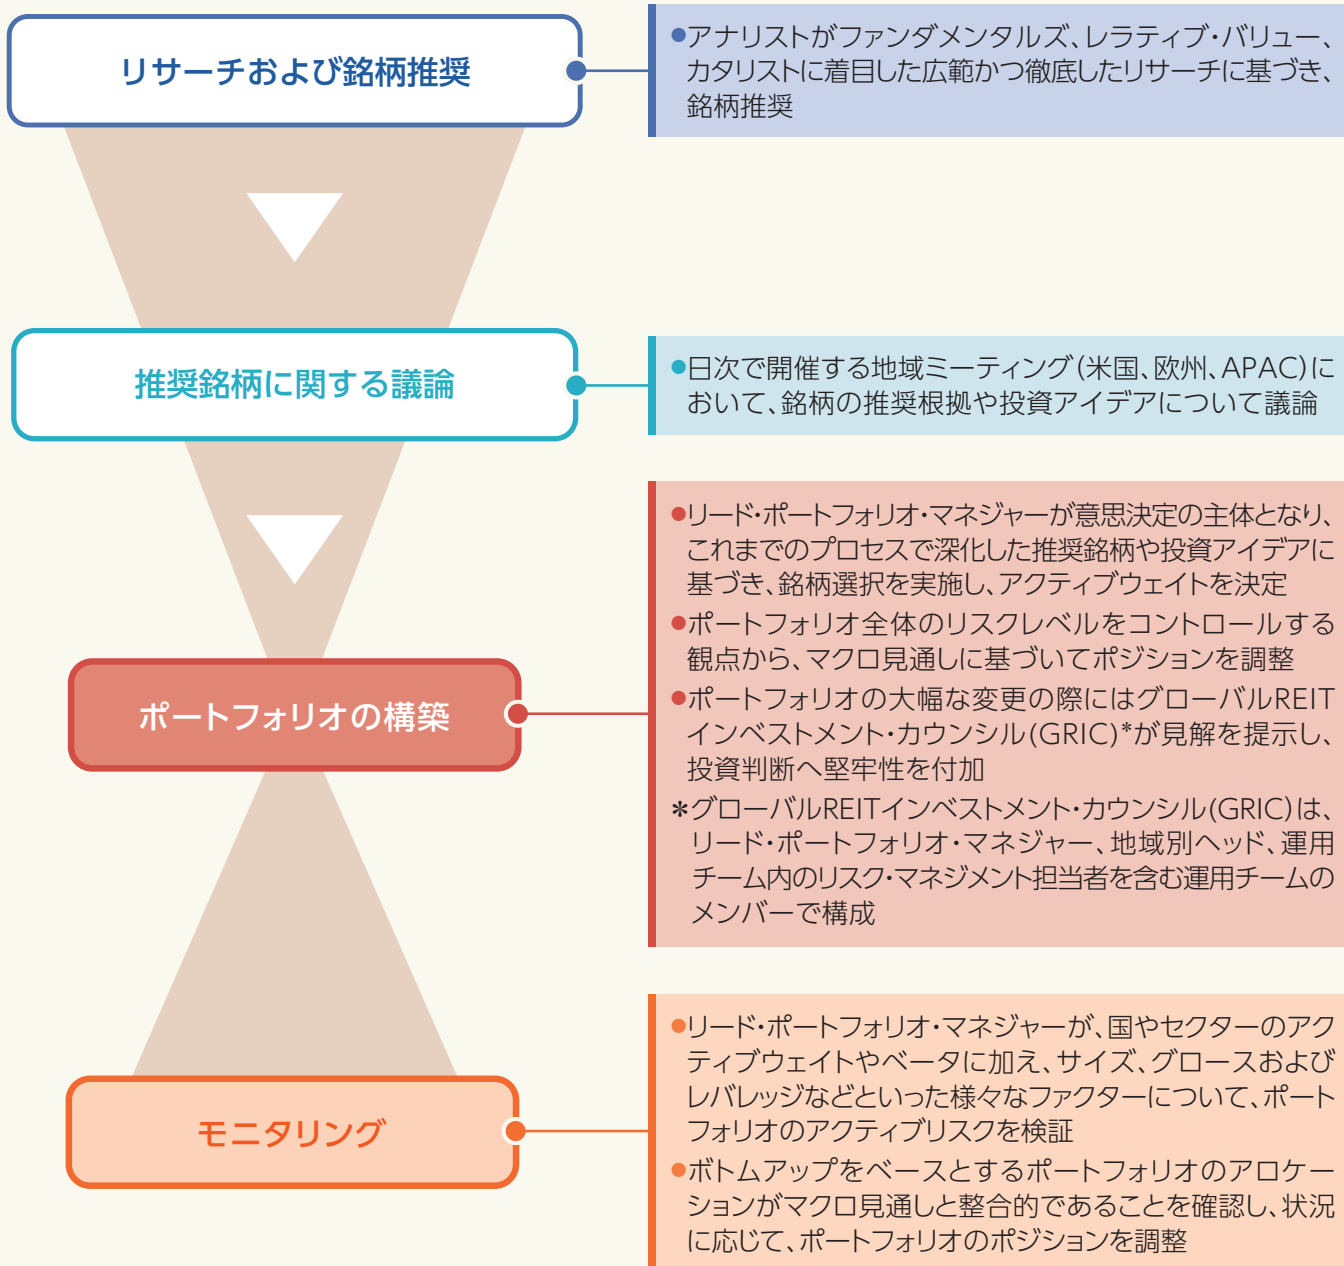 リサーチおよび銘柄推奨
●アナリストがファンダメンタルズ、レラティブ・バリュー、
カタリストに着目した広範かつ徹底したリサーチに基づき、
銘柄推奨
推奨銘柄に関する議論
●日次で開催する地域ミーティング(米国、欧州、APAC)に
おいて、銘柄の推奨根拠や投資アイデアについて議論
ポートフォリオの構築
●リード・ポートフォリオ・マネジャーが意思決定の主体となり、
これまでのプロセスで深化した推奨銘柄や投資アイデアに
基づき、銘柄選択を実施し、アクティブウェイトを決定
●ポートフォリオ全体のリスクレベルをコントロールする
観点から、マクロ見通しに基づいてポジションを調整
●ポートフォリオの大幅な変更の際にはグローバルREIT
インベストメント・カウンシル(GRIC)*が見解を提示し、
投資判断へ堅牢性を付加
*グローバルREITインベストメント・カウンシル(GRIC)は、
リード・ポートフォリオ・マネジャー、地域別ヘッド、運用
チーム内のリスク・マネジメント担当者を含む運用チームの
メンバーで構成
モニタリング
●リード・ポートフォリオ・マネジャーが、国やセクターのアク
ティブウェイトやベータに加え、サイズ、グロースおよび
レバレッジなどといった様々なファクターについて、ポート
フォリオのアクティブリスクを検証
●ボトムアップをベースとするポートフォリオのアロケー
ションがマクロ見通しと整合的であることを確認し、状況
に応じて、ポートフォリオのポジションを調整